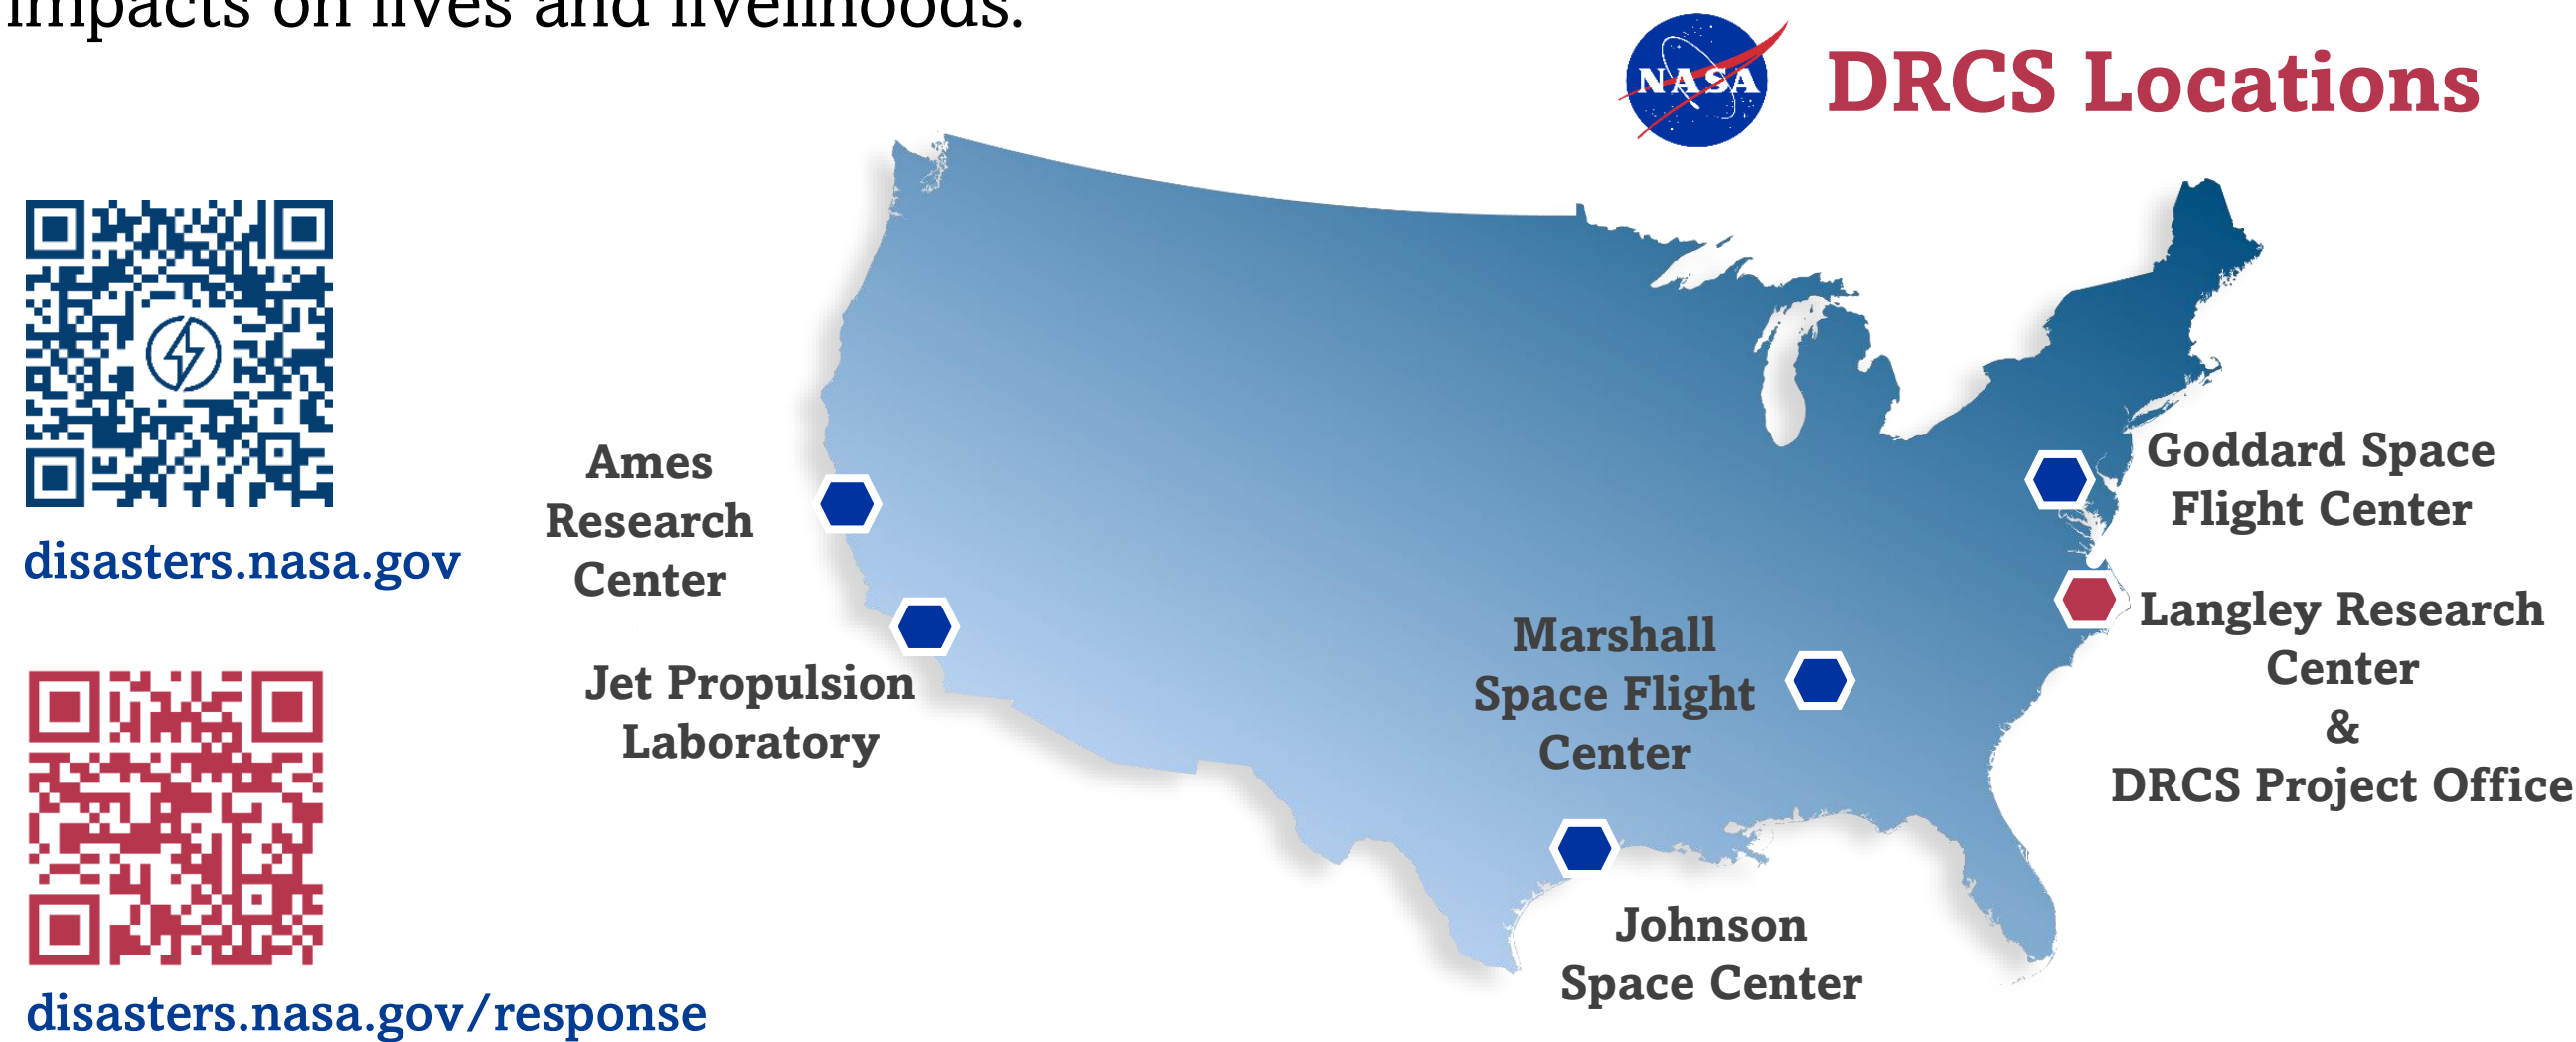 impacts on lives and livelihoods.
NASA
DRCS Locations
disasters.nasa.gov
disasters.nasa.gov/response
Ames
Research
Center
Jet Propulsion
Laboratory
Marshall
Space Flight
Center
Johnson
Space Center
Goddard Space
Flight Center
Langley Research
Center
&
DRCS Project Office